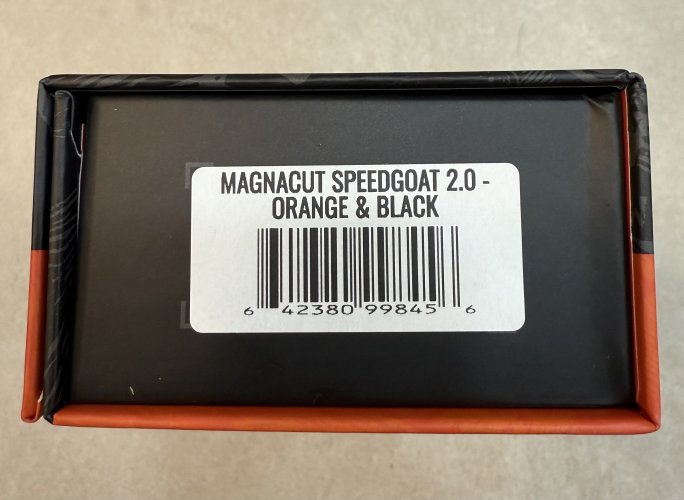 MAGNACUT SPEEDGOAT 2.0 -
ORANGE & BLACK
6 42380 99845 6